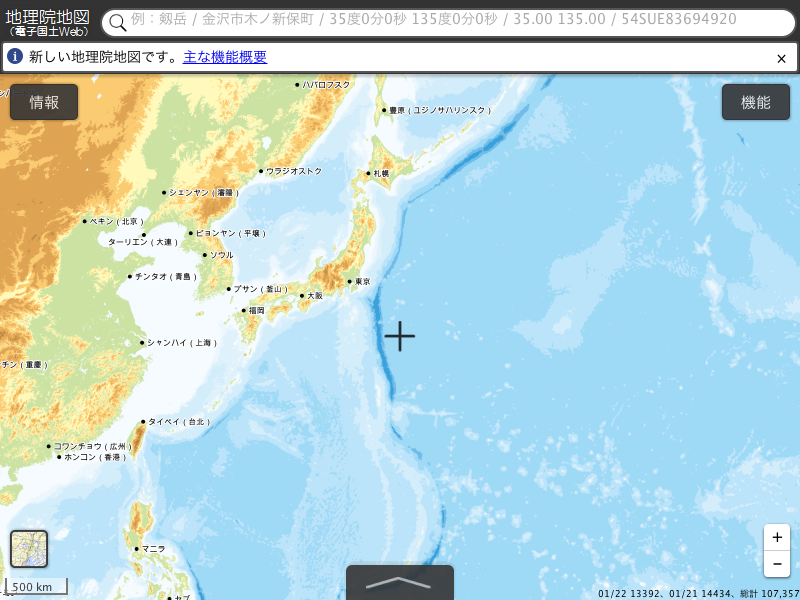 地理院地図
（電子国土Web）
例：剱岳 / 金沢市木ノ新保町 / 35度0分0秒 135度0分0秒 / 35.00 135.00 / 54SUE83694920
新しい地理院地図です。主な機能概要
×
情報
機能
ハバロフスク
豊原（ユジノサハリンスク）
ウラジオストク
札幌
シェンヤン（瀋陽）
ペキン（北京）
ピョンヤン（平壌）
ターリエン（大連）
ソウル
チンタオ（青島）
東京
プサン（釜山）
大阪
福岡
シャンハイ（上海）
チン（重慶）
タイペイ（台北）
コワンチョウ（広州）
ホンコン（香港）
マニラ
セブ
+
−
500 km
01/22 13392、01/21 14434、総計 107,357